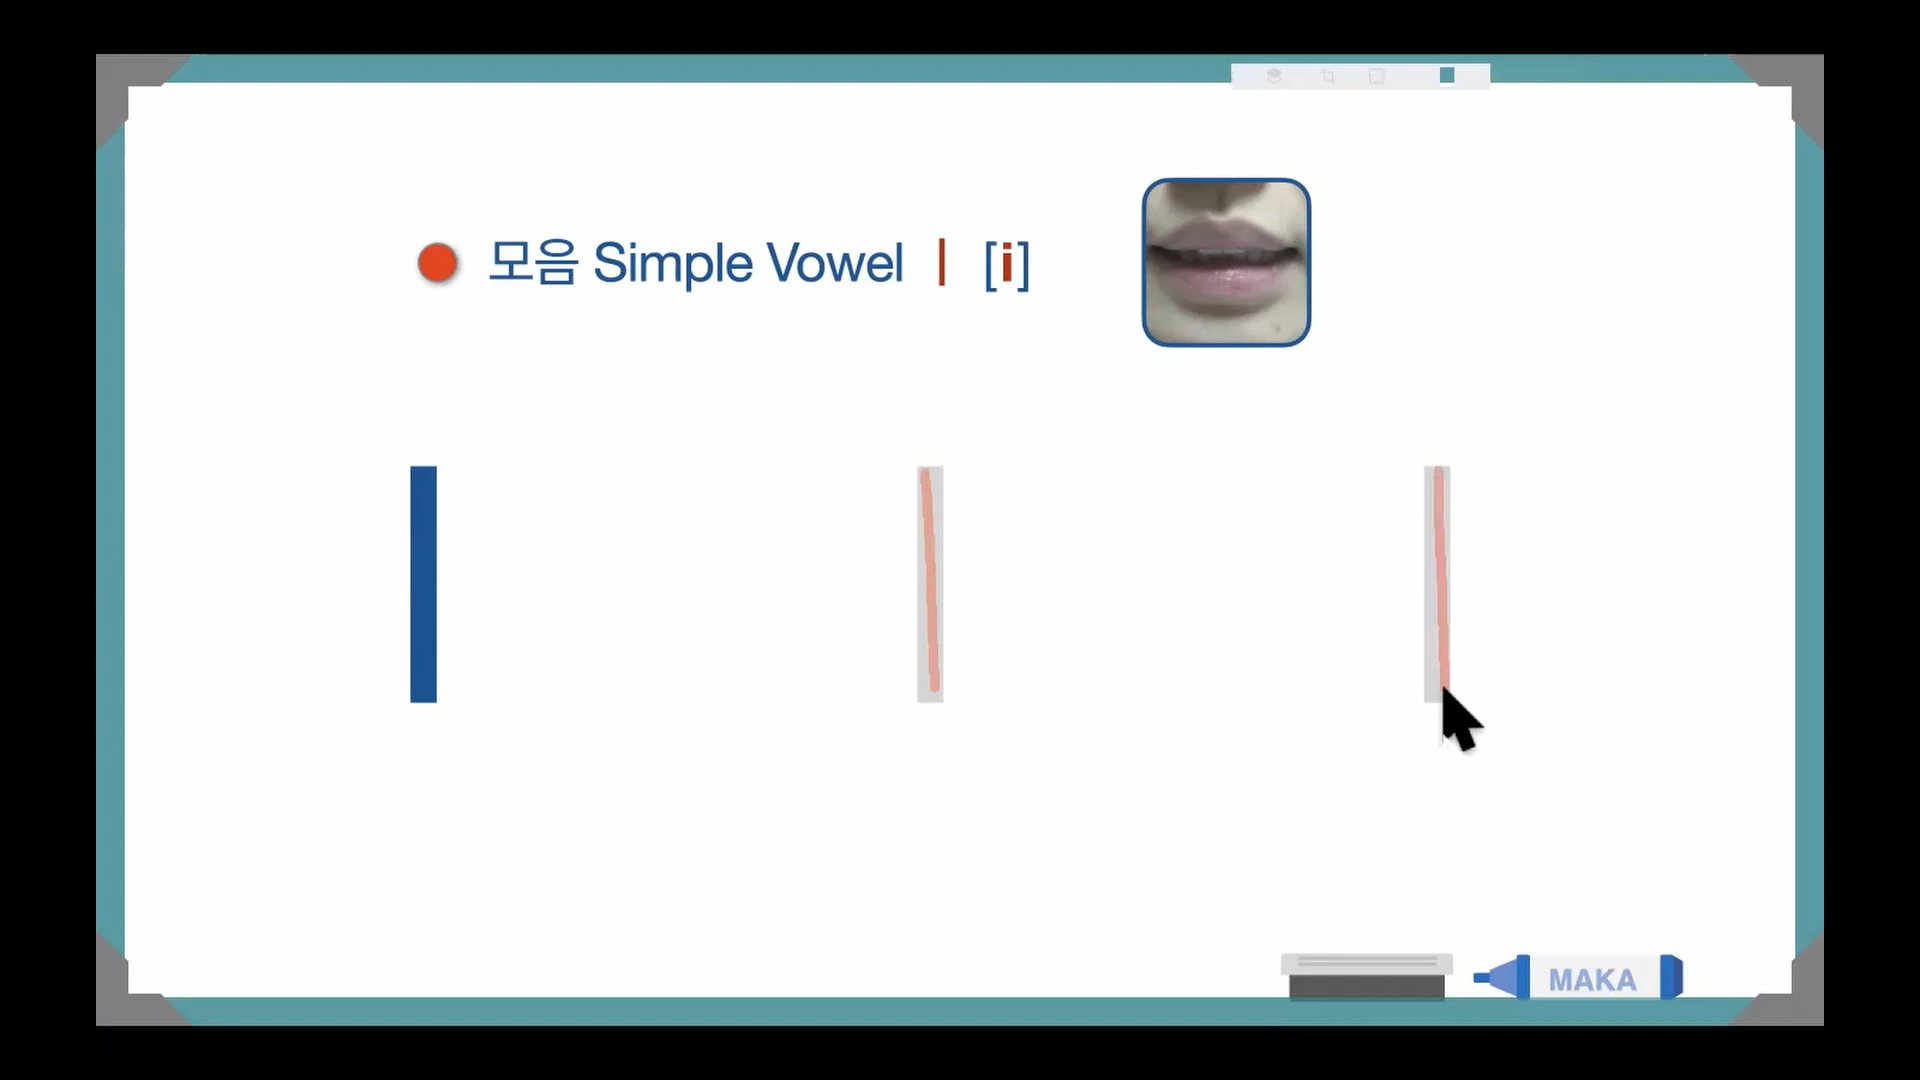 모음 Simple Vowel ㅣ [i]
ㅣ ㅣ ㅣ
MAKA